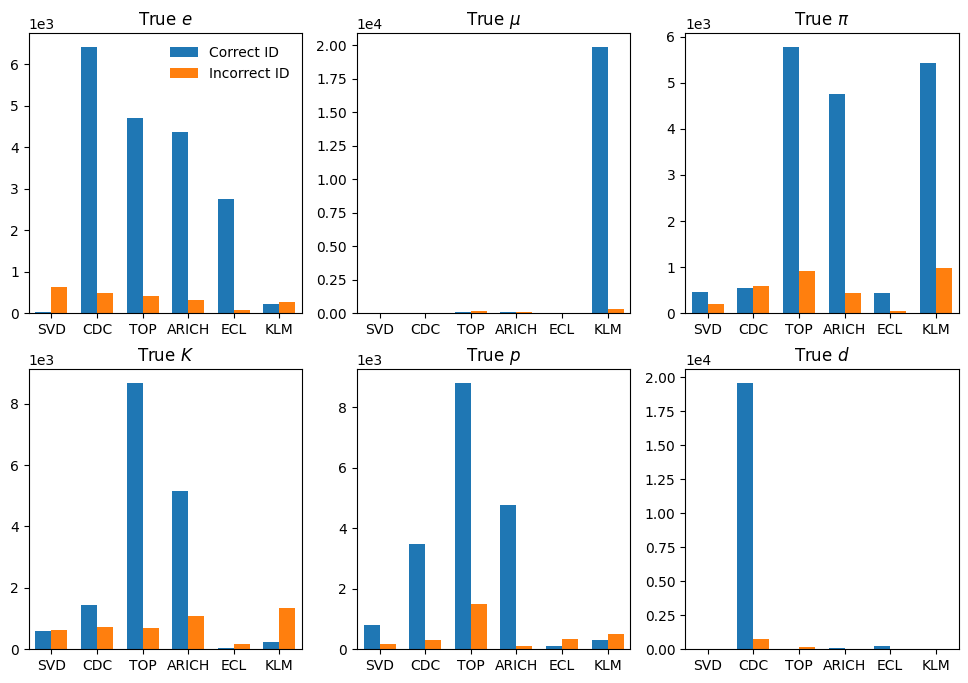 True e
1e3
6
5
4
3
2
1
0
Correct ID
Incorrect ID
SVD CDC TOP ARICH ECL KLM
True μ
1e4
2.00
1.75
1.50
1.25
1.00
0.75
0.50
0.25
0.00
SVD CDC TOP ARICH ECL KLM
True π
1e3
6
5
4
3
2
1
0
SVD CDC TOP ARICH ECL KLM
True K
1e3
8
6
4
2
0
SVD CDC TOP ARICH ECL KLM
True p
1e3
8
6
4
2
0
SVD CDC TOP ARICH ECL KLM
True d
1e4
2.00
1.75
1.50
1.25
1.00
0.75
0.50
0.25
0.00
SVD CDC TOP ARICH ECL KLM